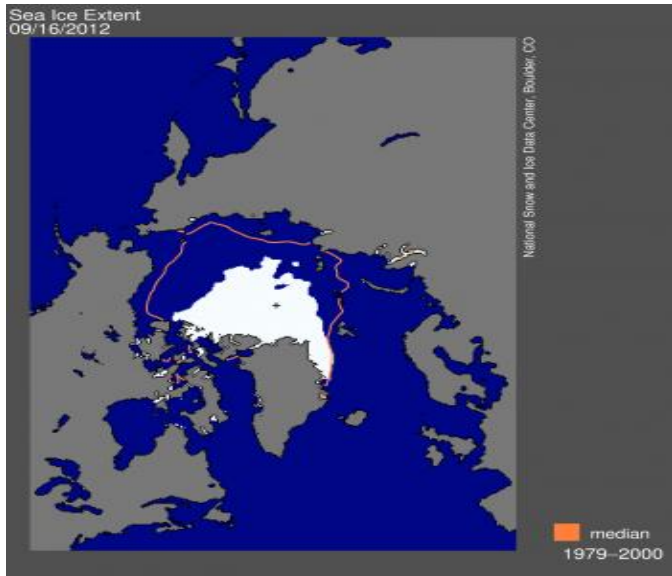 Sea Ice Extent
09/16/2012
National Snow and Ice Data Center, Boulder, CO
median
1979–2000